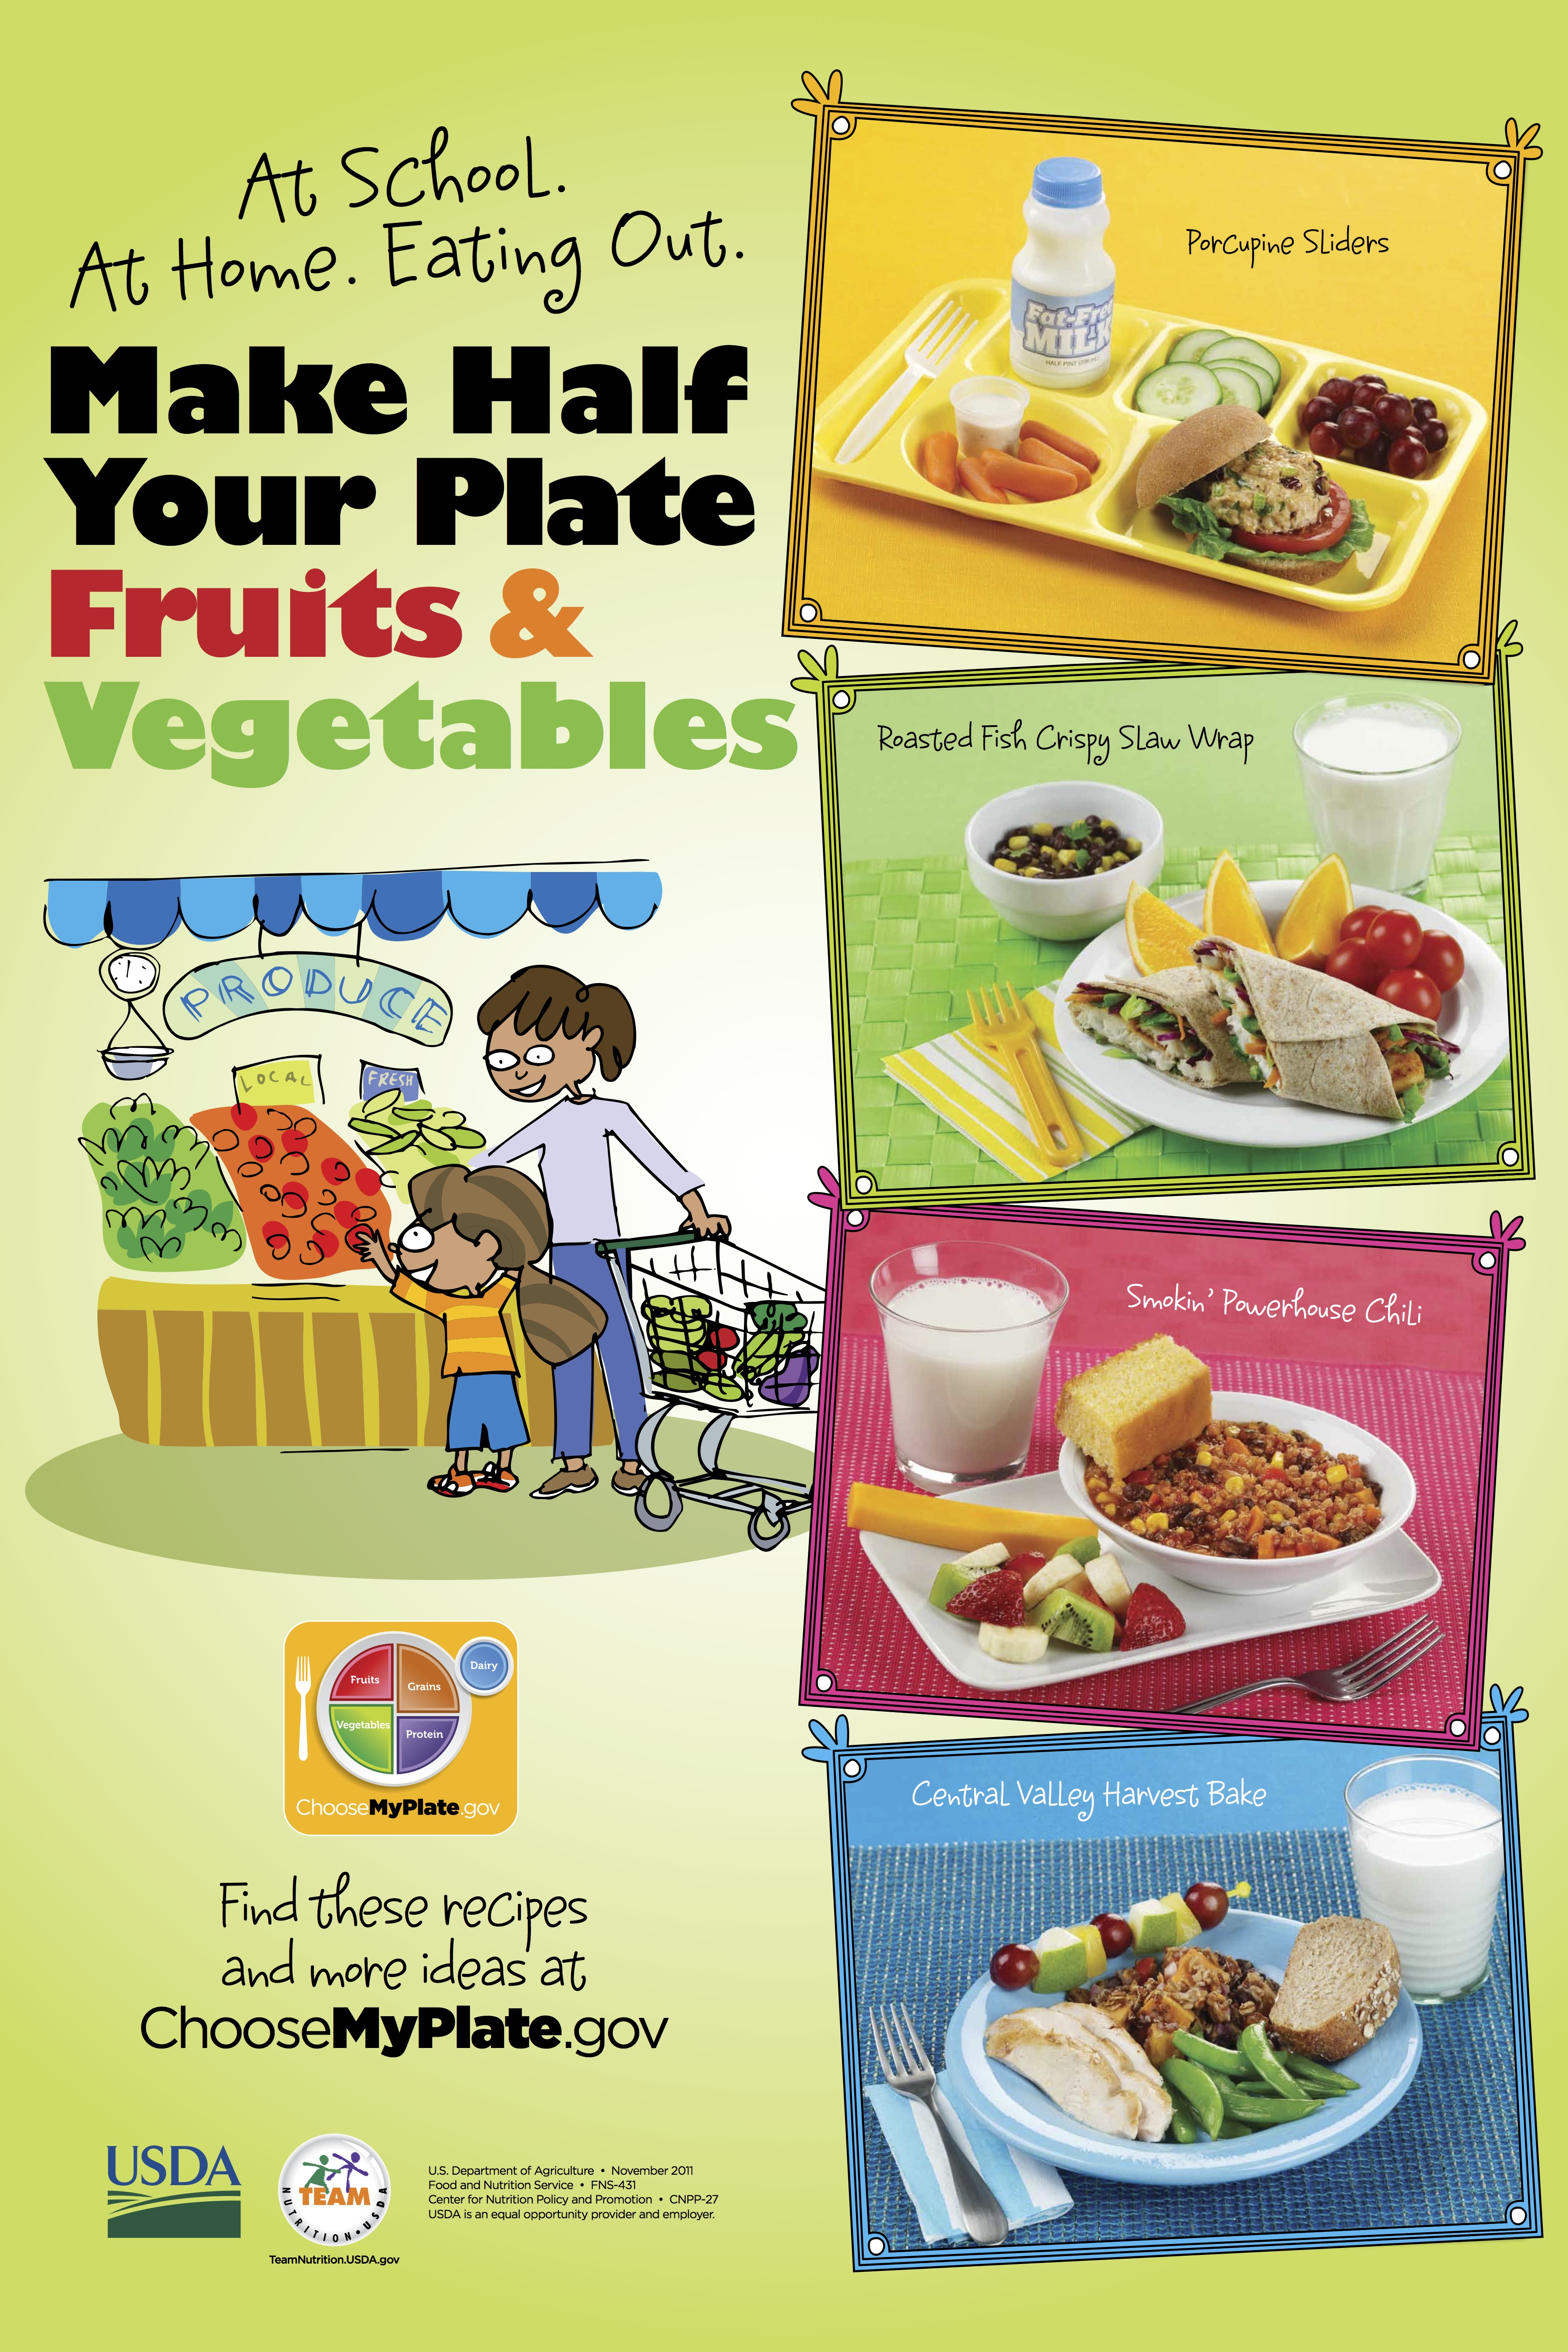 At School.
At Home. Eating Out.
Make Half
Your Plate
Fruits &
Vegetables
PRODUCE
LOCAL
FRESH
Fruits
Grains
Dairy
Vegetables
Protein
ChooseMyPlate.gov
Find these recipes
and more ideas at
ChooseMyPlate.gov
USDA
TEAM
NUTRITION • USDA
TeamNutrition.USDA.gov
U.S. Department of Agriculture • November 2011
Food and Nutrition Service • FNS-431
Center for Nutrition Policy and Promotion • CNPP-27
USDA is an equal opportunity provider and employer.
Porcupine Sliders
Fat-Free
MILK
HALF PINT
Roasted Fish Crispy Slaw Wrap
Smokin' Powerhouse Chili
Central Valley Harvest Bake